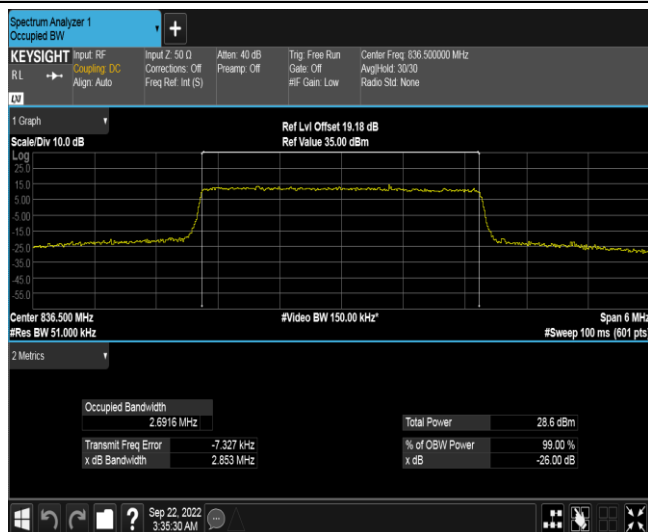 Spectrum Analyzer 1
Occupied BW
KEYSIGHT
RL
LXI
Input: RF
Coupling: DC
Align: Auto
Input Z: 50 Ω
Corrections: Off
Freq Ref: Int (S)
Atten: 40 dB
Preamp: Off
Trig: Free Run
Gate: Off
#IF Gain: Low
Center Freq: 836.500000 MHz
Avg|Hold: 30/30
Radio Std: None
1 Graph
Scale/Div 10.0 dB
Ref Lvl Offset 19.18 dB
Ref Value 35.00 dBm
Log
25.0
15.0
5.00
-5.00
-15.0
-25.0
-35.0
-45.0
-55.0
Center 836.500 MHz
#Video BW 150.00 kHz*
Span 6 MHz
#Res BW 51.000 kHz
#Sweep 100 ms (601 pts)
2 Metrics
Occupied Bandwidth
2.6916 MHz
Total Power 28.6 dBm
Transmit Freq Error -7.327 kHz
% of OBW Power 99.00 %
x dB Bandwidth 2.853 MHz
x dB -26.00 dB
?
Sep 22, 2022
3:35:30 AM